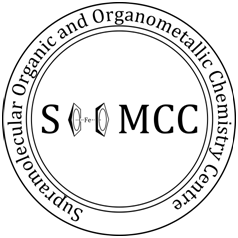 Supramolecular Organic and Organometallic Chemistry Centre
S MCC
Fe